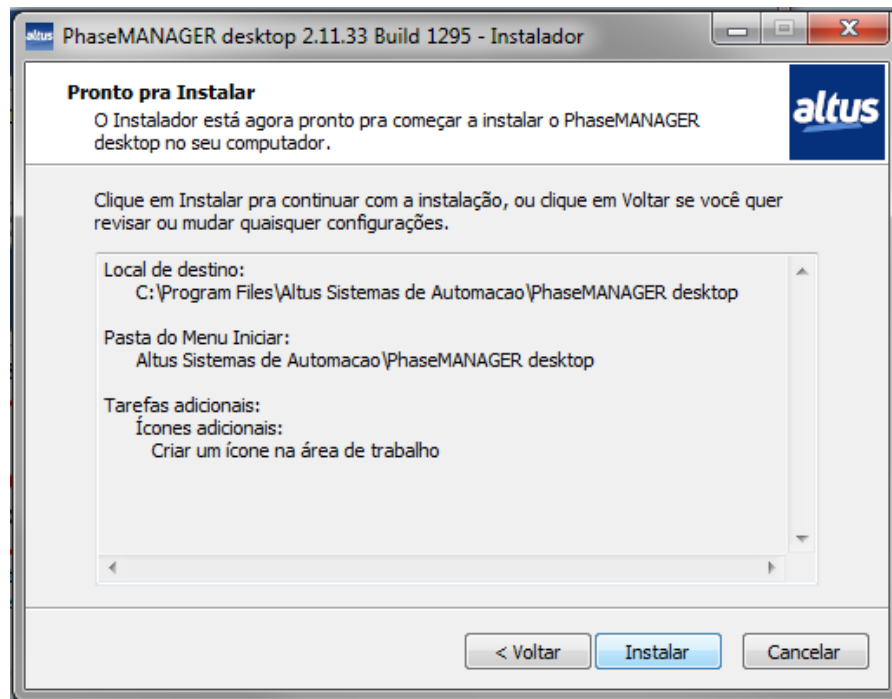 altus PhaseMANAGER desktop 2.11.33 Build 1295 - Instalador
Pronto pra Instalar
O Instalador está agora pronto pra começar a instalar o PhaseMANAGER
desktop no seu computador.
altus
Clique em Instalar pra continuar com a instalação, ou clique em Voltar se você quer
revisar ou mudar quaisquer configurações.
Local de destino:
C:\Program Files\Altus Sistemas de Automacao\PhaseMANAGER desktop
Pasta do Menu Iniciar:
Altus Sistemas de Automacao\PhaseMANAGER desktop
Tarefas adicionais:
Ícones adicionais:
Criar um ícone na área de trabalho
< Voltar Instalar Cancelar